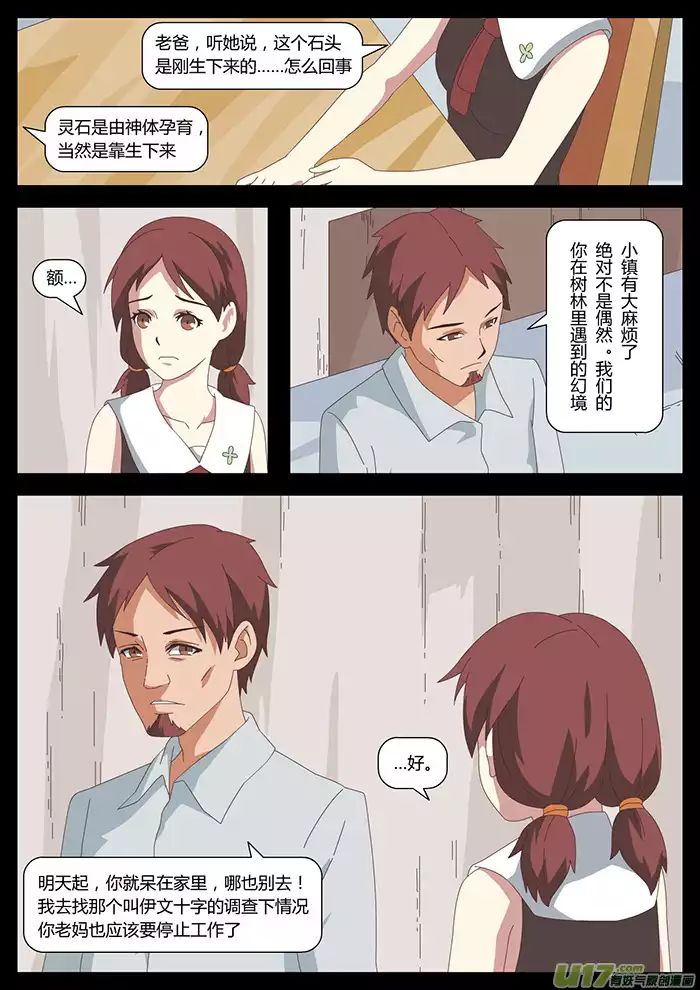 老爸，听她说，这个石头
是刚生下来的......怎么回事
灵石是由神体孕育，
当然是靠生下来
额...
你在树林里遇到的幻境
绝对不是偶然。我们的
小镇有大麻烦了
...好。
明天起，你就呆在家里，哪也别去！
我去找那个叫伊文十字的调查下情况
你老妈也应该要停止工作了
U17.com
有妖气原创漫画